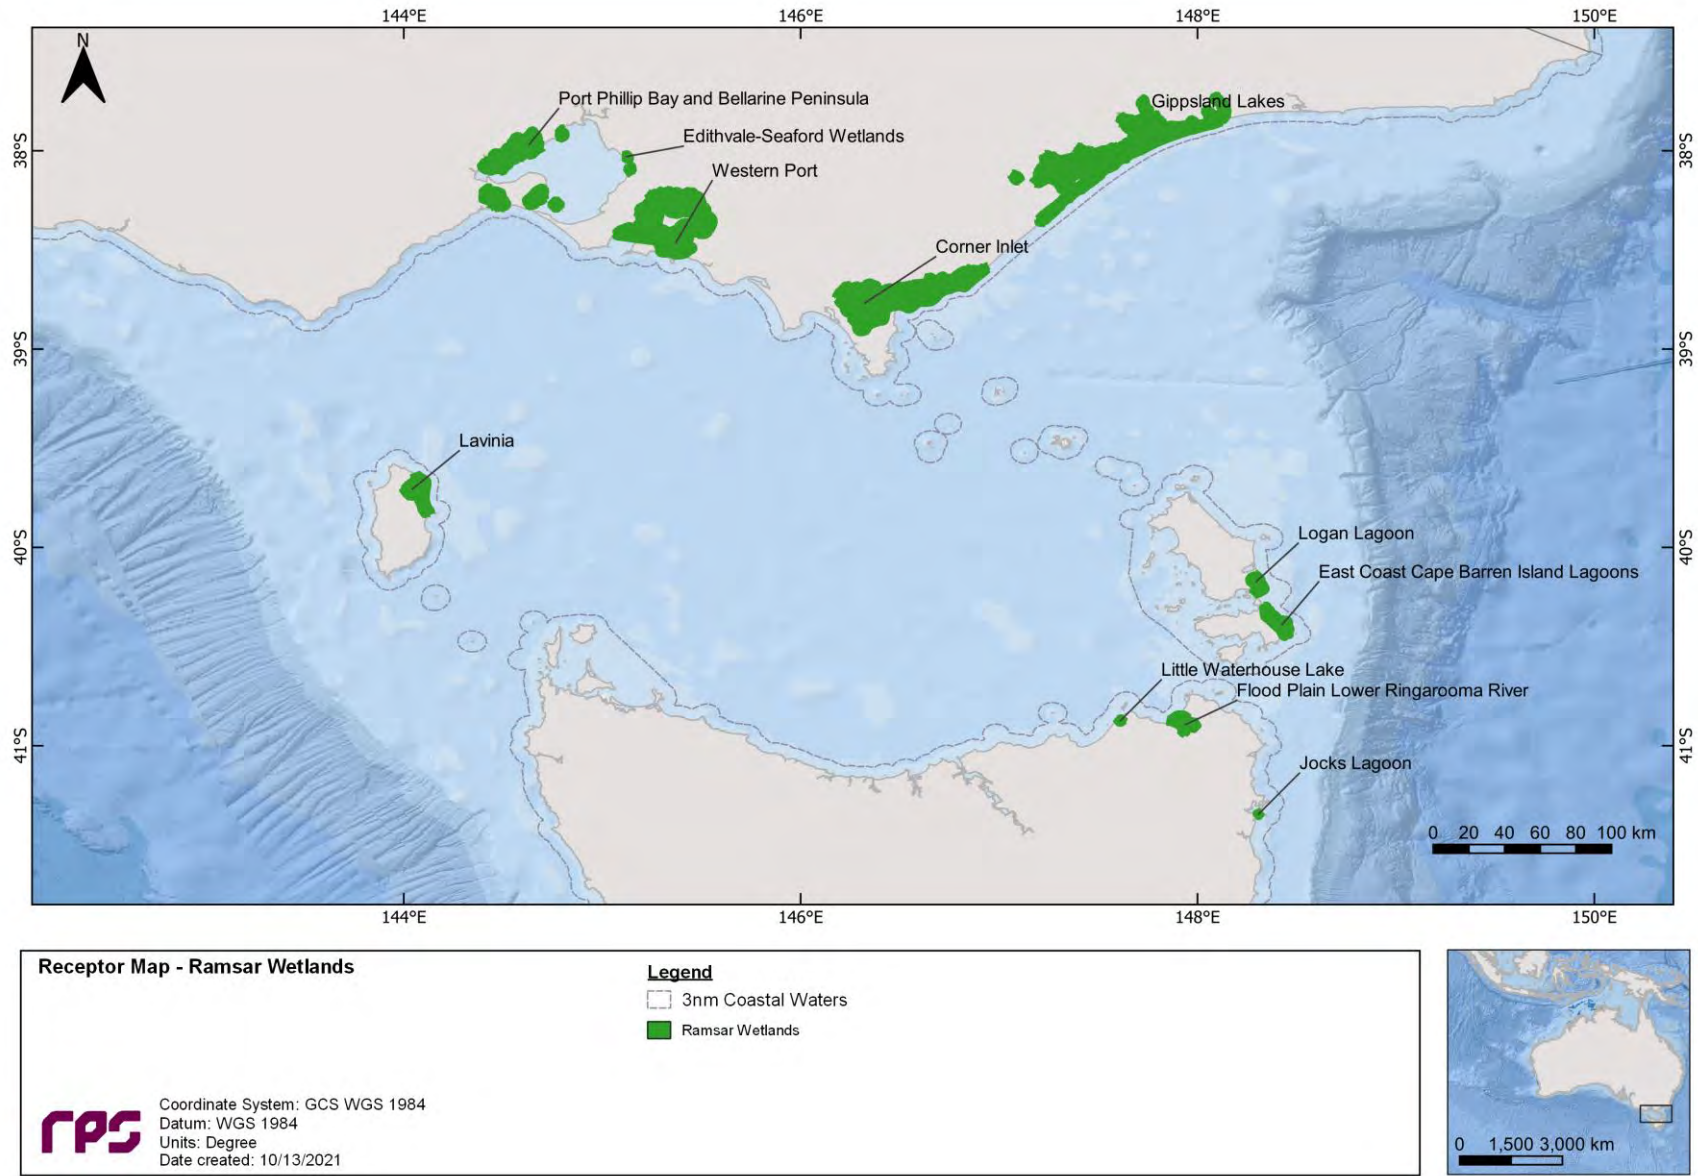 144°E 146°E 148°E 150°E
N
Port Phillip Bay and Bellarine Peninsula
Gippsland Lakes
Edithvale-Seaford Wetlands
38°S 38°S
Western Port
Corner Inlet
39°S 39°S
Lavinia
Logan Lagoon
40°S 40°S
East Coast Cape Barren Island Lagoons
Little Waterhouse Lake
Flood Plain Lower Ringarooma River
41°S 41°S
Jocks Lagoon
0 20 40 60 80 100 km
144°E 146°E 148°E 150°E
Receptor Map - Ramsar Wetlands
Legend
3nm Coastal Waters
Ramsar Wetlands
rps
Coordinate System: GCS WGS 1984
Datum: WGS 1984
Units: Degree
Date created: 10/13/2021
0 1,500 3,000 km